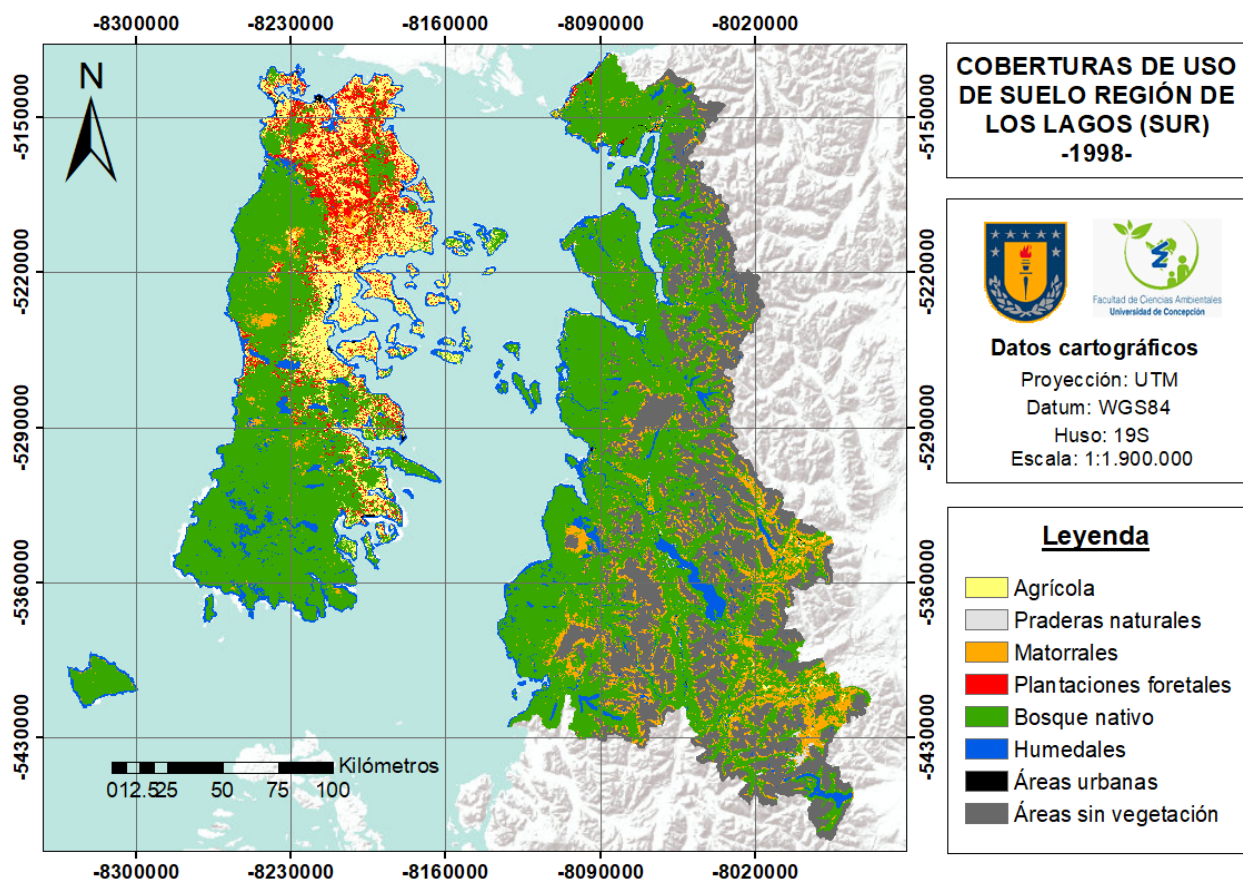 -8300000 -8230000 -8160000 -8090000 -8020000
N
-5150000 -5150000
-5220000 -5220000
-5290000 -5290000
-5360000 -5360000
-5430000 -5430000
Kilómetros
012.525 50 75 100
-8300000 -8230000 -8160000 -8090000 -8020000
COBERTURAS DE USO
DE SUELO REGIÓN DE
LOS LAGOS (SUR)
-1998-
Facultad de Ciencias Ambientales
Universidad de Concepción
Datos cartográficos
Proyección: UTM
Datum: WGS84
Huso: 19S
Escala: 1:1.900.000
Leyenda
Agrícola
Praderas naturales
Matorrales
Plantaciones foretales
Bosque nativo
Humedales
Áreas urbanas
Áreas sin vegetación